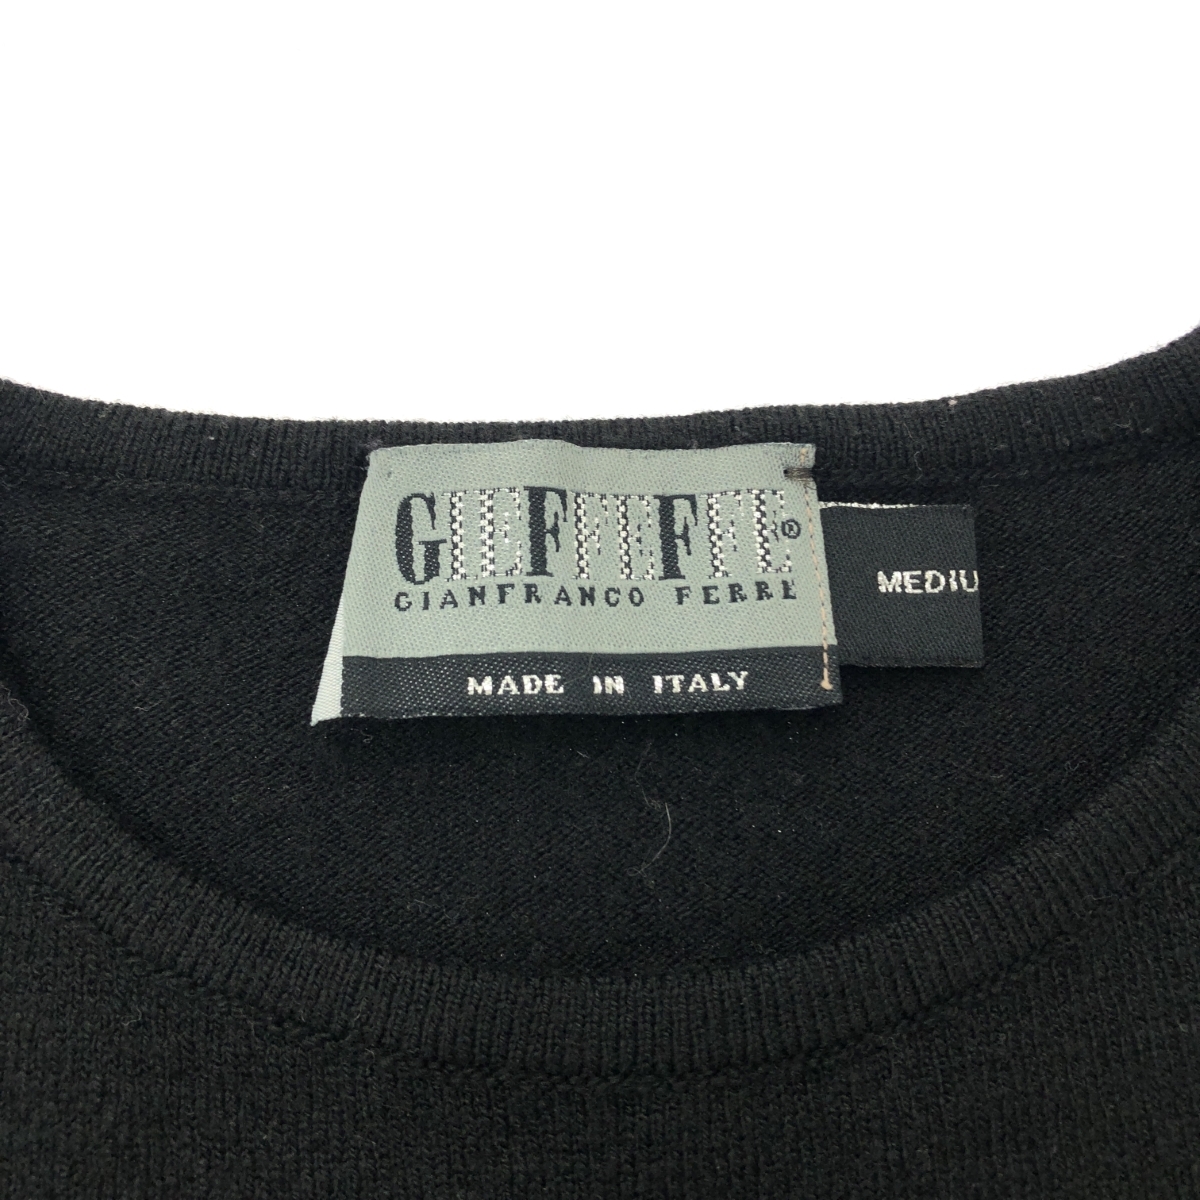 GIEFFEFFE®
GIANFRANCO FERRE
MADE IN ITALY
MEDIU